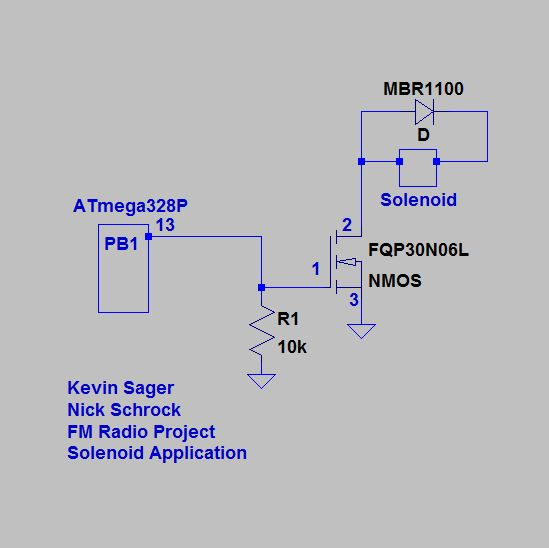 MBR1100
D
Solenoid
ATmega328P
13
PB1
2
FQP30N06L
1
NMOS
3
R1
10k
Kevin Sager
Nick Schrock
FM Radio Project
Solenoid Application